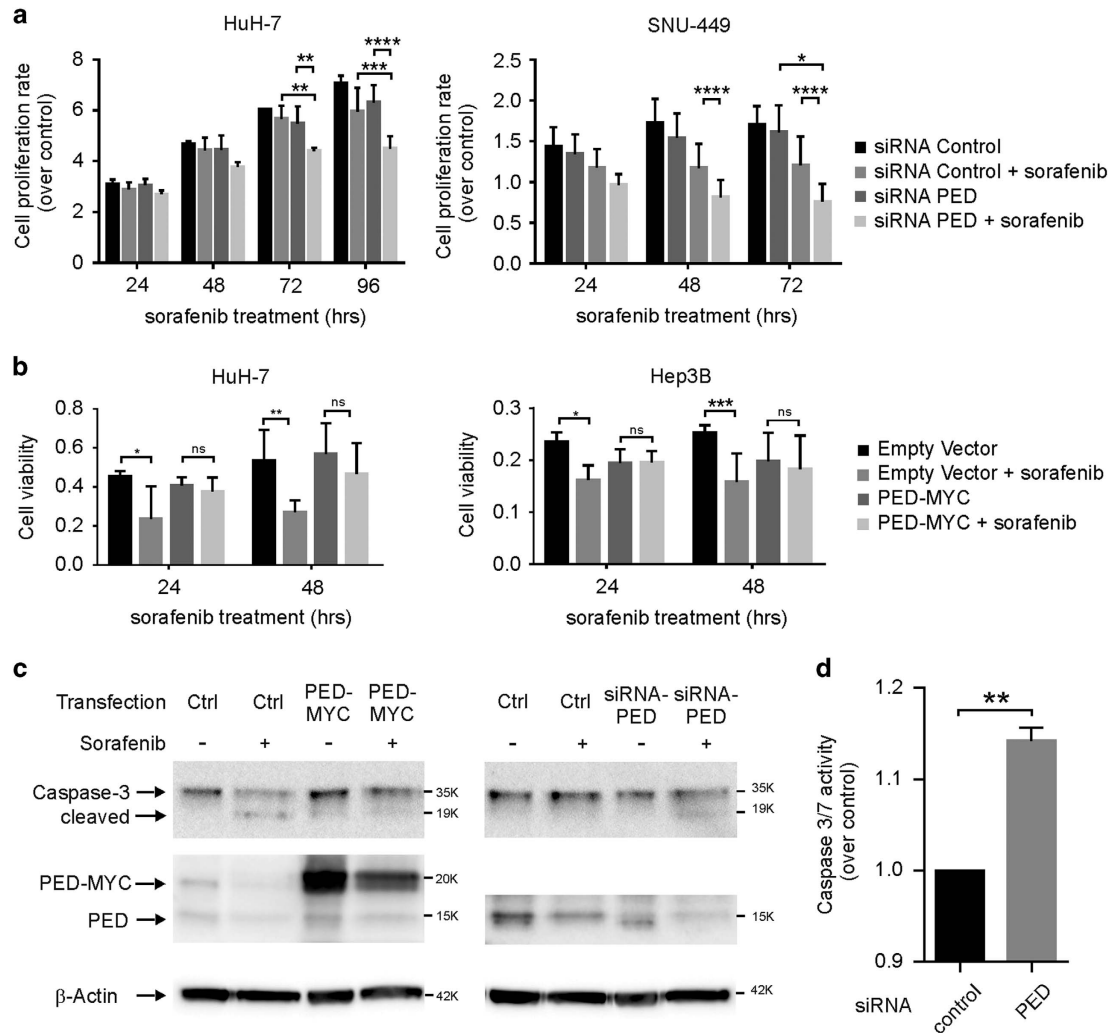 a
HuH-7
Cell proliferation rate
(over control)
8
6
4
2
0
** ** **** ***
24 48 72 96
sorafenib treatment (hrs)
SNU-449
Cell proliferation rate
(over control)
2.5
2.0
1.5
1.0
0.5
0.0
**** * ****
24 48 72
sorafenib treatment (hrs)
siRNA Control
siRNA Control + sorafenib
siRNA PED
siRNA PED + sorafenib
b
HuH-7
Cell viability
0.8
0.6
0.4
0.2
0.0
* ns ** ns
24 48
sorafenib treatment (hrs)
Hep3B
Cell viability
0.3
0.2
0.1
0.0
* ns *** ns
24 48
sorafenib treatment (hrs)
Empty Vector
Empty Vector + sorafenib
PED-MYC
PED-MYC + sorafenib
c
Transfection Ctrl Ctrl PED-MYC PED-MYC
Sorafenib - + - +
Caspase-3
cleaved
35K
19K
PED-MYC
PED
20K
15K
β-Actin
42K
Ctrl Ctrl siRNA-PED siRNA-PED
- + - +
35K
19K
15K
42K
d
Caspase 3/7 activity
(over control)
1.2
1.1
1.0
0.9
**
siRNA control PED